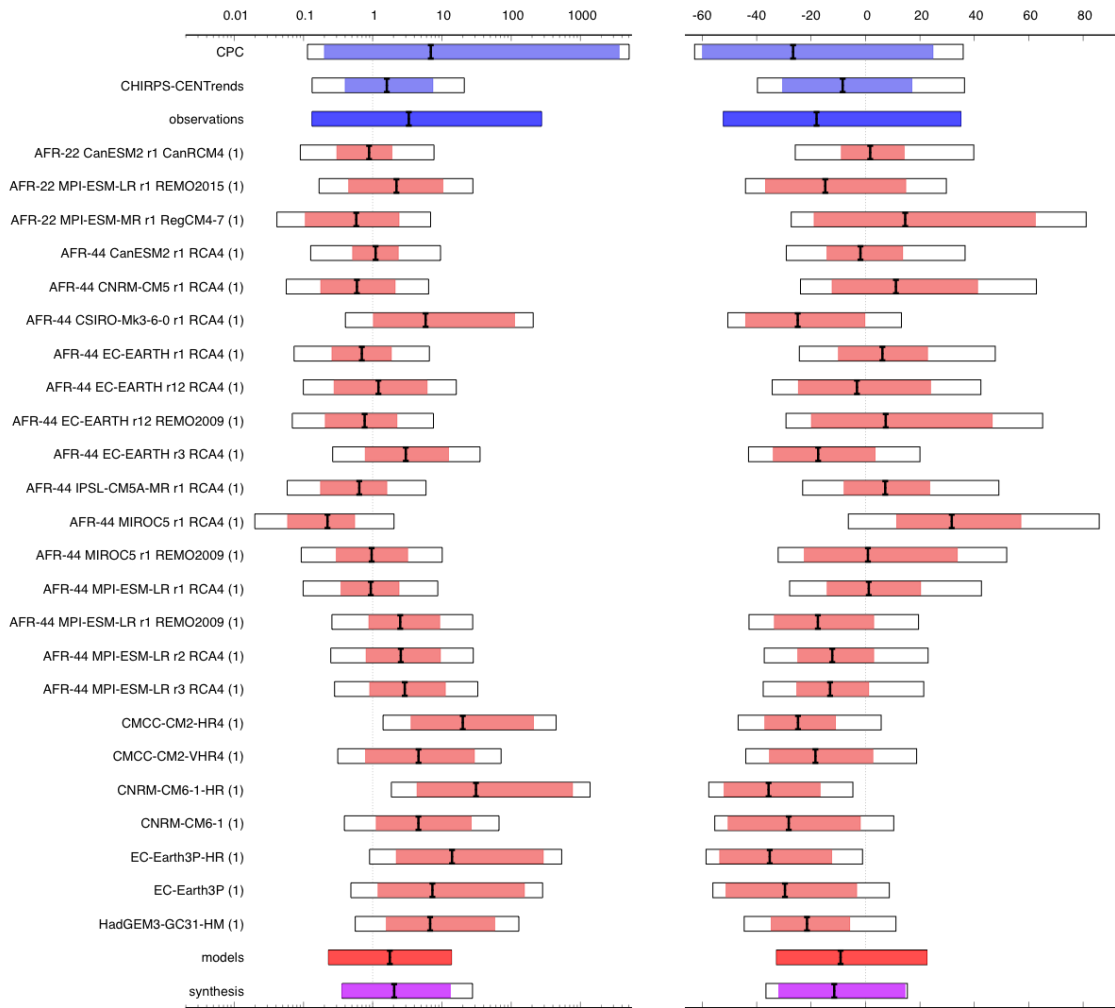 0.01 0.1 1 10 100 1000 -60 -40 -20 0 20 40 60 80
CPC
CHIRPS-CENTrends
observations
AFR-22 CanESM2 r1 CanRCM4 (1)
AFR-22 MPI-ESM-LR r1 REMO2015 (1)
AFR-22 MPI-ESM-MR r1 RegCM4-7 (1)
AFR-44 CanESM2 r1 RCA4 (1)
AFR-44 CNRM-CM5 r1 RCA4 (1)
AFR-44 CSIRO-Mk3-6-0 r1 RCA4 (1)
AFR-44 EC-EARTH r1 RCA4 (1)
AFR-44 EC-EARTH r12 RCA4 (1)
AFR-44 EC-EARTH r12 REMO2009 (1)
AFR-44 EC-EARTH r3 RCA4 (1)
AFR-44 IPSL-CM5A-MR r1 RCA4 (1)
AFR-44 MIROC5 r1 RCA4 (1)
AFR-44 MIROC5 r1 REMO2009 (1)
AFR-44 MPI-ESM-LR r1 RCA4 (1)
AFR-44 MPI-ESM-LR r1 REMO2009 (1)
AFR-44 MPI-ESM-LR r2 RCA4 (1)
AFR-44 MPI-ESM-LR r3 RCA4 (1)
CMCC-CM2-HR4 (1)
CMCC-CM2-VHR4 (1)
CNRM-CM6-1-HR (1)
CNRM-CM6-1 (1)
EC-Earth3P-HR (1)
EC-Earth3P (1)
HadGEM3-GC31-HM (1)
models
synthesis